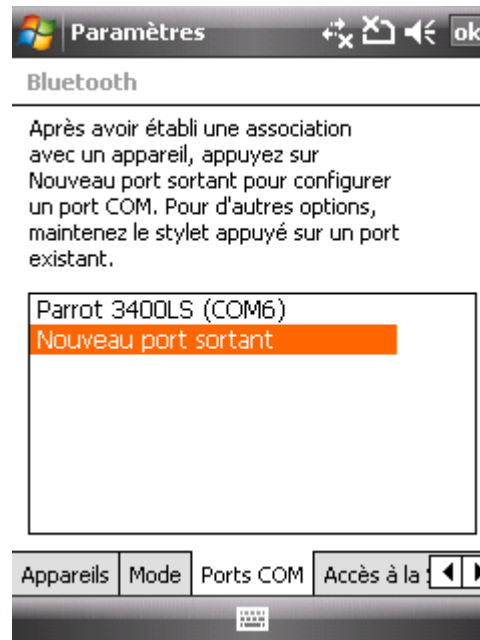 Paramètres
ok
Bluetooth
Après avoir établi une association
avec un appareil, appuyez sur
Nouveau port sortant pour configurer
un port COM. Pour d'autres options,
maintenez le stylet appuyé sur un port
existant.
Parrot 3400LS (COM6)
Nouveau port sortant
Appareils Mode Ports COM Accès à la